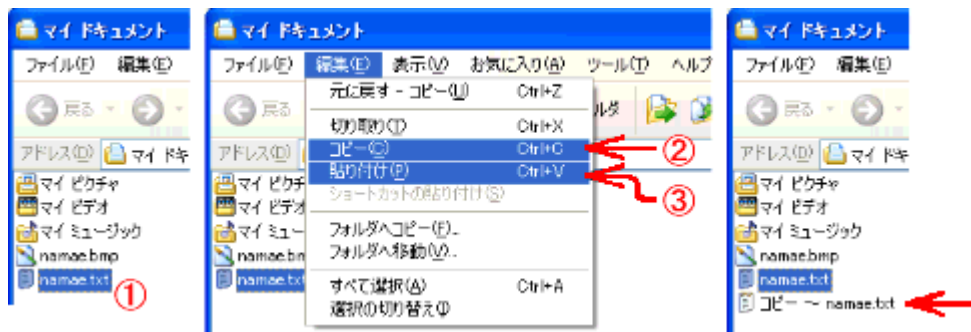 マイ ドキュメント
ファイル(F) 編集(E)
戻る
アドレス(D) マイ ドキ
マイ ピクチャ
マイ ビデオ
マイ ミュージック
namae.bmp
namae.txt
①
マイ ドキュメント
ファイル(F) 編集(E) 表示(V) お気に入り(A) ツール(T) ヘルプ
戻る
ルダ
アドレス(D)
マイ ピクチ
マイ ビデオ
マイ ミュー
namae.bm
namae.txt
元に戻す - コピー(U) Ctrl+Z
切り取り(T) Ctrl+X
コピー(C) Ctrl+C
②
貼り付け(P) Ctrl+V
③
ショートカットの貼り付け(S)
フォルダへコピー(F)...
フォルダへ移動(V)...
すべて選択(A) Ctrl+A
選択の切り替え(I)
マイ ドキュメント
ファイル(F) 編集(E)
戻る
アドレス(D) マイ ドキ
マイ ピクチャ
マイ ビデオ
マイ ミュージック
namae.bmp
namae.txt
コピー ～ namae.txt